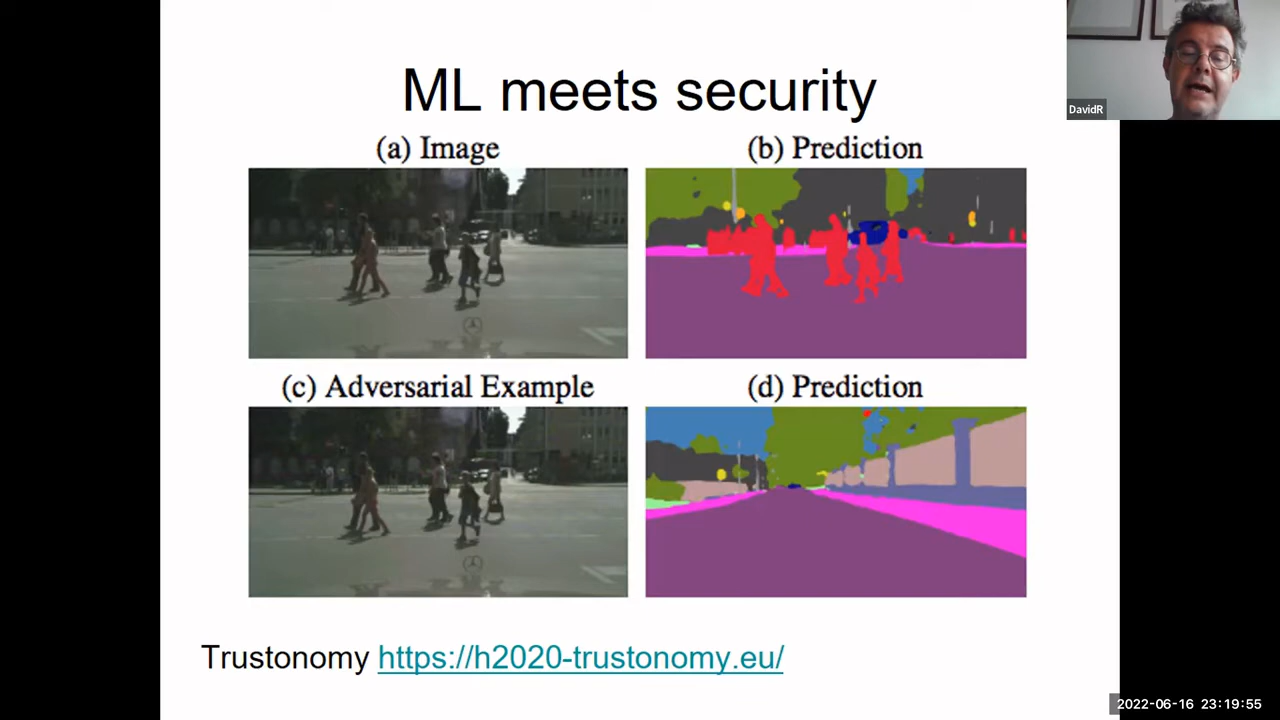 ML meets security
DavidR
(a) Image
(b) Prediction
(c) Adversarial Example
(d) Prediction
Trustonomy https://h2020-trustonomy.eu/
2022-06-16 23:19:55